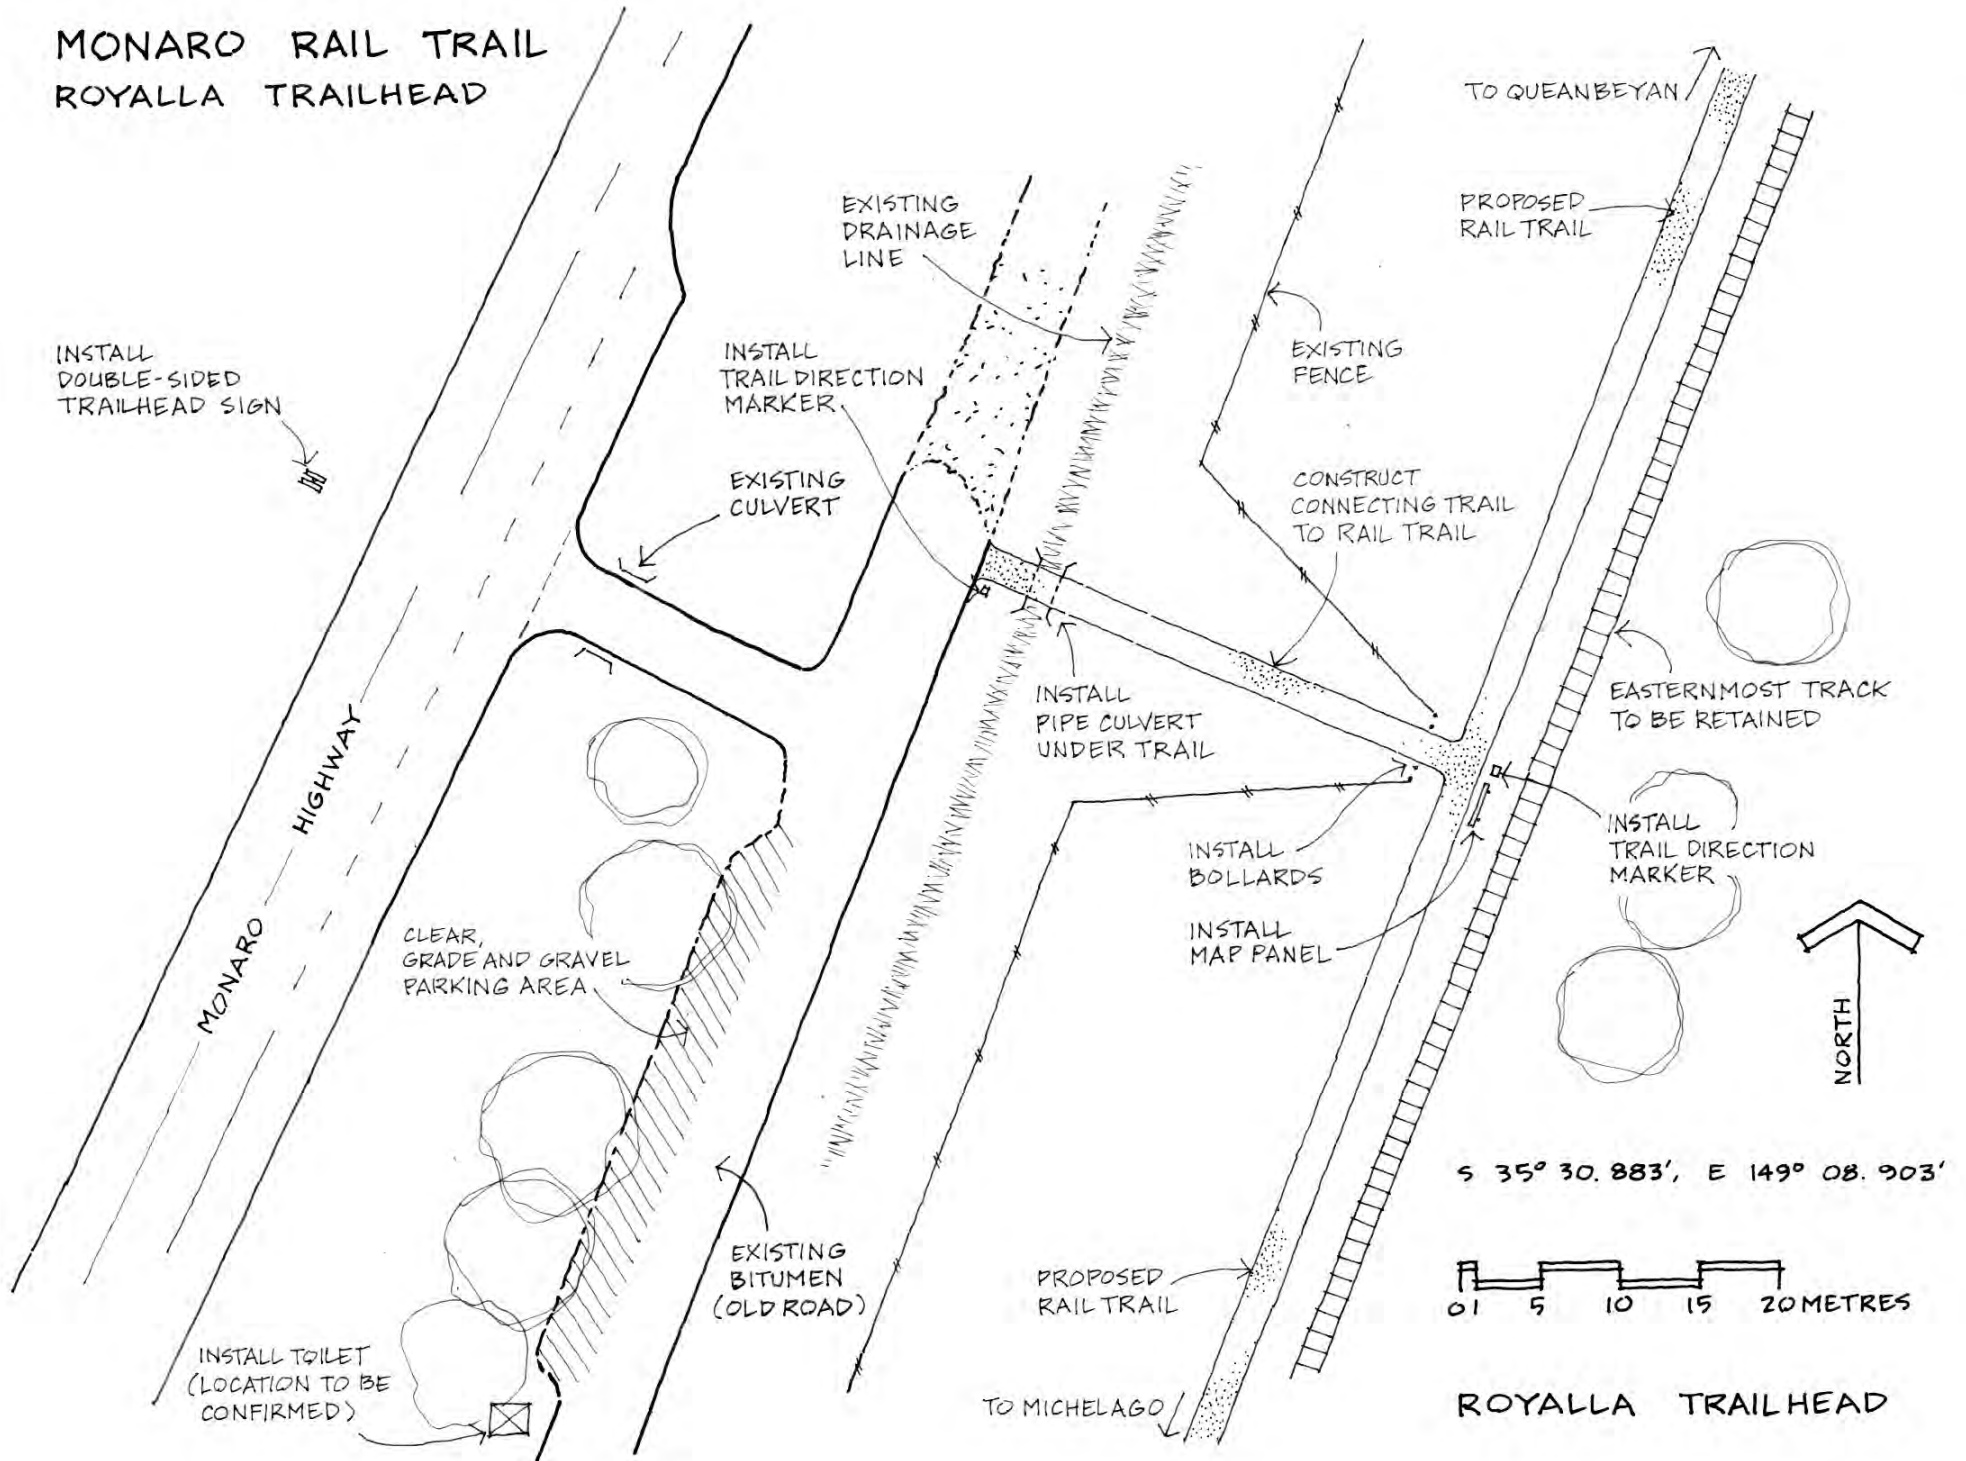 MONARO RAIL TRAIL
ROYALLA TRAILHEAD
TO QUEANBEYAN
EXISTING
DRAINAGE
LINE
PROPOSED
RAIL TRAIL
INSTALL
DOUBLE-SIDED
TRAILHEAD SIGN
INSTALL
TRAIL DIRECTION
MARKER
EXISTING
FENCE
EXISTING
CULVERT
CONSTRUCT
CONNECTING TRAIL
TO RAIL TRAIL
INSTALL
PIPE CULVERT
UNDER TRAIL
EASTERNMOST TRACK
TO BE RETAINED
MONARO HIGHWAY
INSTALL
BOLLARDS
INSTALL
TRAIL DIRECTION
MARKER
CLEAR,
GRADE AND GRAVEL
PARKING AREA
INSTALL
MAP PANEL
NORTH
S 35° 30.883', E 149° 08.903'
EXISTING
BITUMEN
(OLD ROAD)
PROPOSED
RAIL TRAIL
0 1 5 10 15 20 METRES
INSTALL TOILET
(LOCATION TO BE
CONFIRMED)
TO MICHELAGO
ROYALLA TRAILHEAD